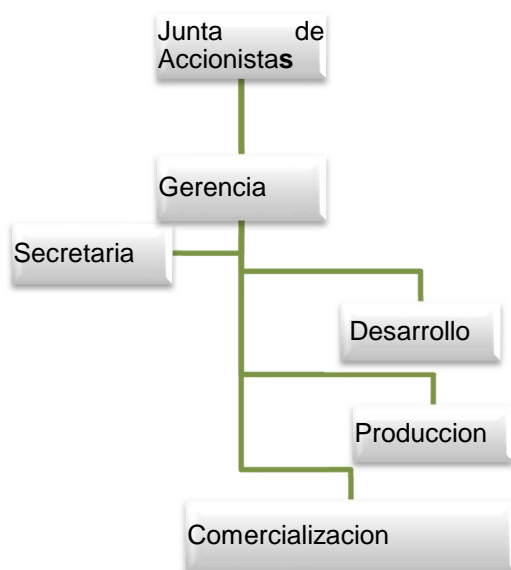 Junta de
Accionistas
Gerencia
Secretaria
Desarrollo
Produccion
Comercializacion